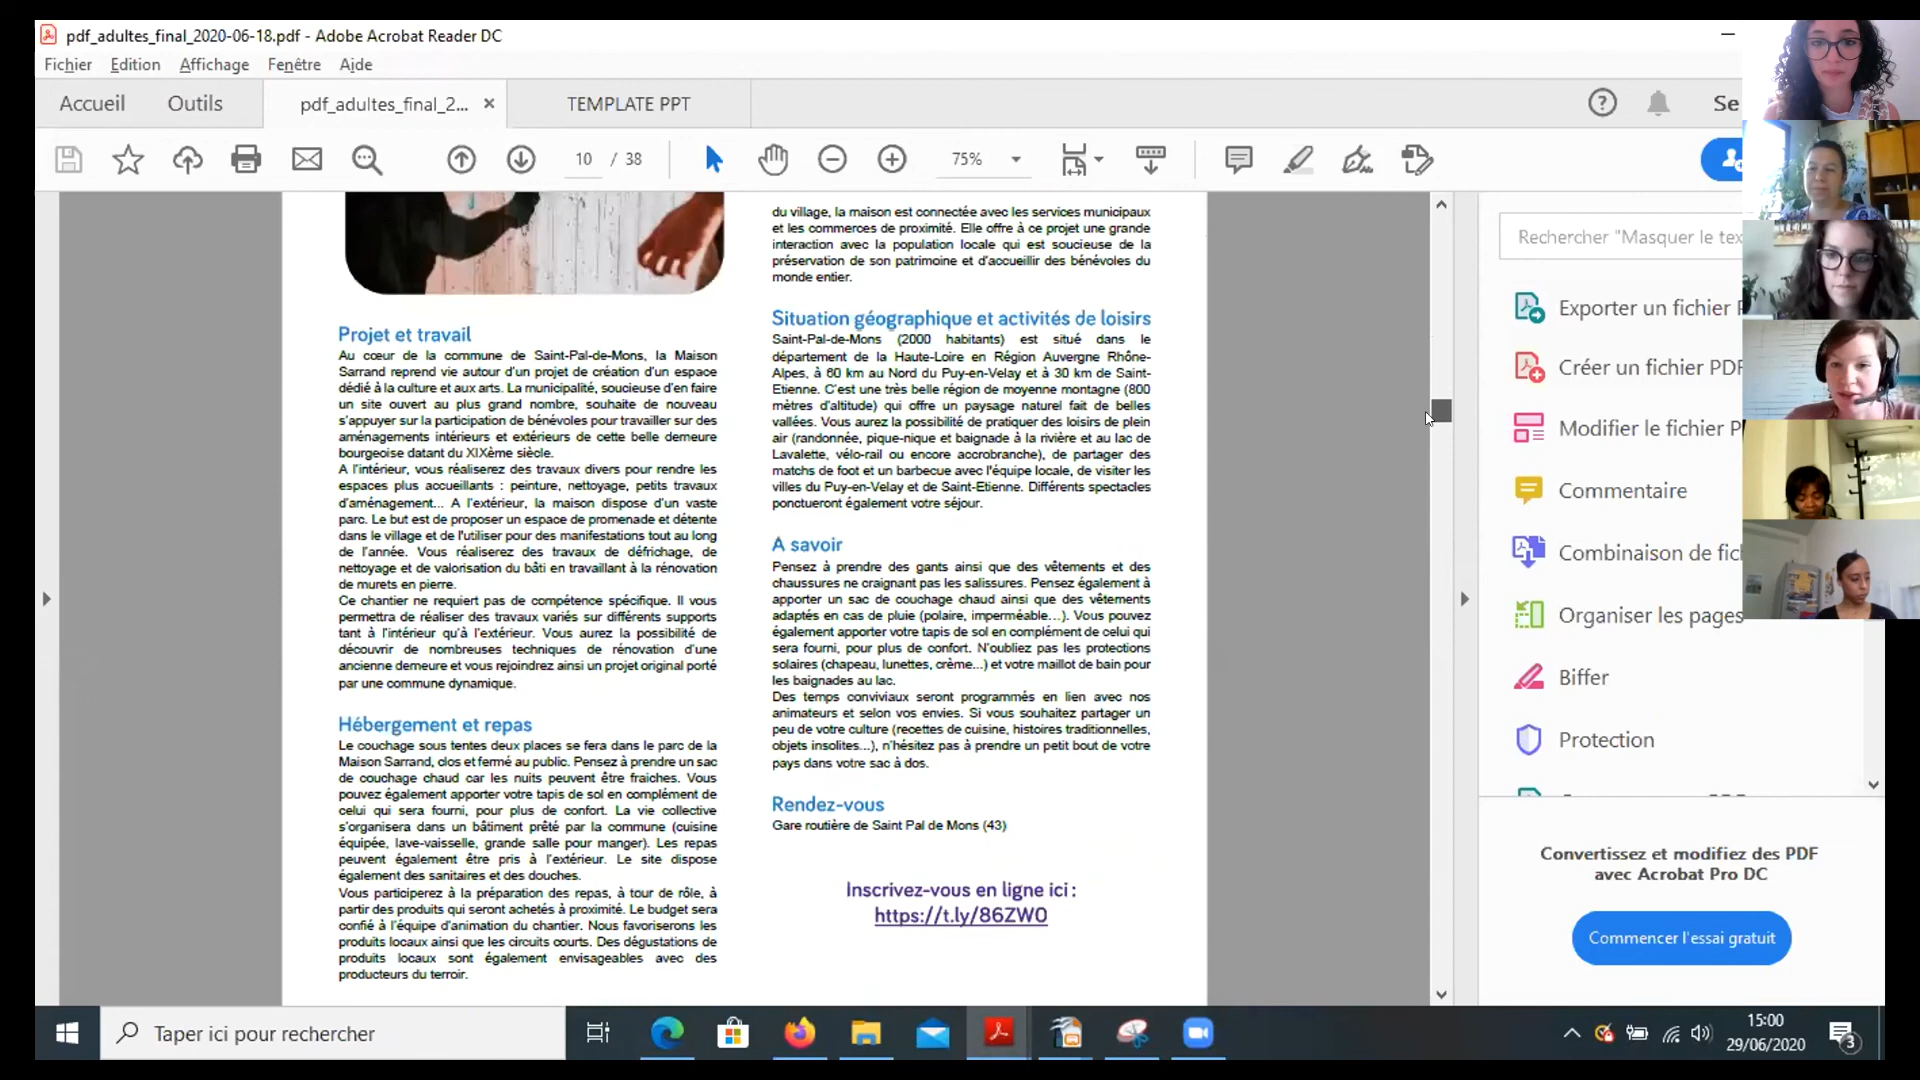 pdf_adultes_final_2020-06-18.pdf - Adobe Acrobat Reader DC
Fichier Edition Affichage Fenêtre Aide
Accueil Outils pdf_adultes_final_2... TEMPLATE PPT Se
10 / 38 75%
Projet et travail
Au cœur de la commune de Saint-Pal-de-Mons, la Maison
Sarrand reprend vie autour d'un projet de création d'un espace
dédié à la culture et aux arts. La municipalité, soucieuse d'en faire
un site ouvert au plus grand nombre, souhaite de nouveau
s'appuyer sur la participation de bénévoles pour travailler sur des
aménagements intérieurs et extérieurs de cette belle demeure
bourgeoise datant du XIXème siècle.
A l'intérieur, vous réaliserez des travaux divers pour rendre les
espaces plus accueillants : peinture, nettoyage, petits travaux
d'aménagement... A l'extérieur, la maison dispose d'un vaste
parc. Le but est de proposer un espace de promenade et détente
dans le village et de l'utiliser pour des manifestations tout au long
de l'année. Vous réaliserez des travaux de défrichage, de
nettoyage et de valorisation du bâti en travaillant à la rénovation
de murets en pierre.
Ce chantier ne requiert pas de compétence spécifique. Il vous
permettra de réaliser des travaux variés sur différents supports
tant à l'intérieur qu'à l'extérieur. Vous aurez la possibilité de
découvrir de nombreuses techniques de rénovation d'une
ancienne demeure et vous rejoindrez ainsi un projet original porté
par une commune dynamique.
Hébergement et repas
Le couchage sous tentes deux places se fera dans le parc de la
Maison Sarrand, clos et fermé au public. Pensez à prendre un sac
de couchage chaud car les nuits peuvent être fraiches. Vous
pouvez également apporter votre tapis de sol en complément de
celui qui sera fourni, pour plus de confort. La vie collective
s'organisera dans un bâtiment prêté par la commune (cuisine
équipée, lave-vaisselle, grande salle pour manger). Les repas
peuvent également être pris à l'extérieur. Le site dispose
également des sanitaires et des douches.
Vous participerez à la préparation des repas, à tour de rôle, à
partir des produits qui seront achetés à proximité. Le budget sera
confié à l'équipe d'animation du chantier. Nous favoriserons les
produits locaux ainsi que les circuits courts. Des dégustations de
produits locaux sont également envisageables avec des
producteurs du terroir.
du village, la maison est connectée avec les services municipaux
et les commerces de proximité. Elle offre à ce projet une grande
interaction avec la population locale qui est soucieuse de la
préservation de son patrimoine et d'accueillir des bénévoles du
monde entier.
Situation géographique et activités de loisirs
Saint-Pal-de-Mons (2000 habitants) est situé dans le
département de la Haute-Loire en Région Auvergne Rhône-
Alpes, à 60 km au Nord du Puy-en-Velay et à 30 km de Saint-
Etienne. C'est une très belle région de moyenne montagne (800
mètres d'altitude) qui offre un paysage naturel fait de belles
vallées. Vous aurez la possibilité de pratiquer des loisirs de plein
air (randonnée, pique-nique et baignade à la rivière et au lac de
Lavalette, vélo-rail ou encore accrobranche), de partager des
matchs de foot et un barbecue avec l'équipe locale, de visiter les
villes du Puy-en-Velay et de Saint-Etienne. Différents spectacles
ponctueront également votre séjour.
A savoir
Pensez à prendre des gants ainsi que des vêtements et des
chaussures ne craignant pas les salissures. Pensez également à
apporter un sac de couchage chaud ainsi que des vêtements
adaptés en cas de pluie (polaire, imperméable...). Vous pouvez
également apporter votre tapis de sol en complément de celui qui
sera fourni, pour plus de confort. N'oubliez pas les protections
solaires (chapeau, lunettes, crème...) et votre maillot de bain pour
les baignades au lac.
Des temps conviviaux seront programmés en lien avec nos
animateurs et selon vos envies. Si vous souhaitez partager un
peu de votre culture (recettes de cuisine, histoires traditionnelles,
objets insolites...), n'hésitez pas à prendre un petit bout de votre
pays dans votre sac à dos.
Rendez-vous
Gare routière de Saint Pal de Mons (43)
Inscrivez-vous en ligne ici :
https://t.ly/86ZWO
Rechercher "Masquer le tex
Exporter un fichier P
Créer un fichier PDF
Modifier le fichier P
Commentaire
Combinaison de fic
Organiser les pages
Biffer
Protection
Convertissez et modifiez des PDF
avec Acrobat Pro DC
Commencer l'essai gratuit
Taper ici pour rechercher
15:00
29/06/2020
3